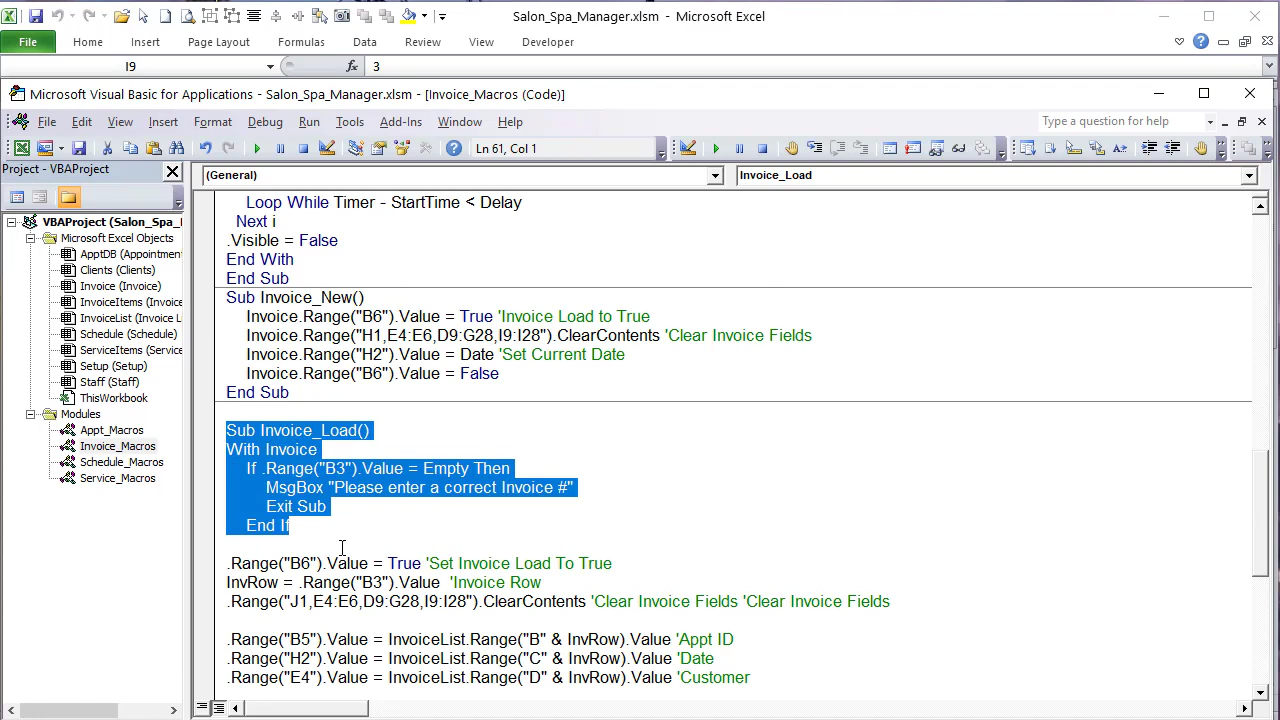 Salon_Spa_Manager.xlsm - Microsoft Excel
File Home Insert Page Layout Formulas Data Review View Developer
I9 fx 3
Microsoft Visual Basic for Applications - Salon_Spa_Manager.xlsm - [Invoice_Macros (Code)]
File Edit View Insert Format Debug Run Tools Add-Ins Window Help Type a question for help
Ln 61, Col 1
Project - VBAProject
(General) Invoice_Load
VBAProject (Salon_Spa_
Microsoft Excel Objects
ApptDB (Appointmen
Clients (Clients)
Invoice (Invoice)
InvoiceItems (Invoice
InvoiceList (Invoice L
Schedule (Schedule)
ServiceItems (Service
Setup (Setup)
Staff (Staff)
ThisWorkbook
Modules
Appt_Macros
Invoice_Macros
Schedule_Macros
Service_Macros
Loop While Timer - StartTime < Delay
Next i
.Visible = False
End With
End Sub
Sub Invoice_New()
Invoice.Range("B6").Value = True 'Invoice Load to True
Invoice.Range("H1,E4:E6,D9:G28,I9:I28").ClearContents 'Clear Invoice Fields
Invoice.Range("H2").Value = Date 'Set Current Date
Invoice.Range("B6").Value = False
End Sub
Sub Invoice_Load()
With Invoice
If .Range("B3").Value = Empty Then
MsgBox "Please enter a correct Invoice #"
Exit Sub
End If
.Range("B6").Value = True 'Set Invoice Load To True
InvRow = .Range("B3").Value 'Invoice Row
.Range("J1,E4:E6,D9:G28,I9:I28").ClearContents 'Clear Invoice Fields 'Clear Invoice Fields
.Range("B5").Value = InvoiceList.Range("B" & InvRow).Value 'Appt ID
.Range("H2").Value = InvoiceList.Range("C" & InvRow).Value 'Date
.Range("E4").Value = InvoiceList.Range("D" & InvRow).Value 'Customer